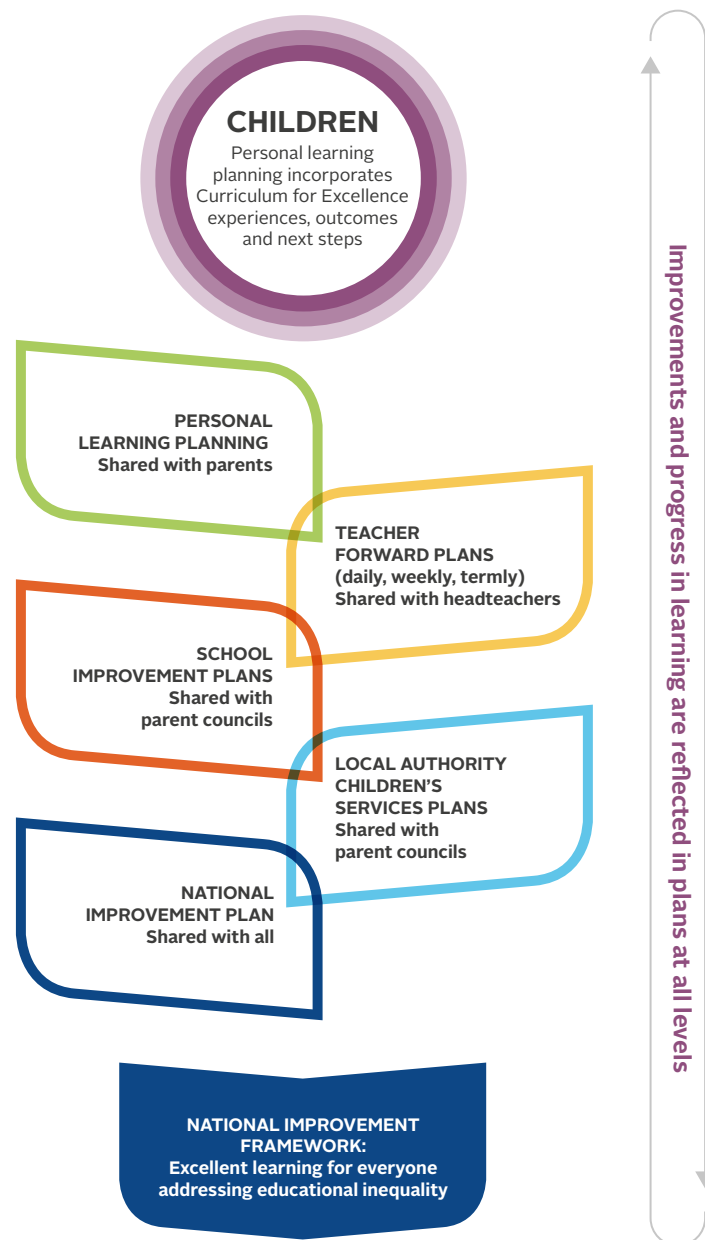 CHILDREN
Personal learning
planning incorporates
Curriculum for Excellence
experiences, outcomes
and next steps
PERSONAL
LEARNING PLANNING
Shared with parents
TEACHER
FORWARD PLANS
(daily, weekly, termly)
Shared with headteachers
SCHOOL
IMPROVEMENT PLANS
Shared with
parent councils
LOCAL AUTHORITY
CHILDREN’S
SERVICES PLANS
Shared with
parent councils
NATIONAL
IMPROVEMENT PLAN
Shared with all
NATIONAL IMPROVEMENT
FRAMEWORK:
Excellent learning for everyone
addressing educational inequality
Improvements and progress in learning are reflected in plans at all levels